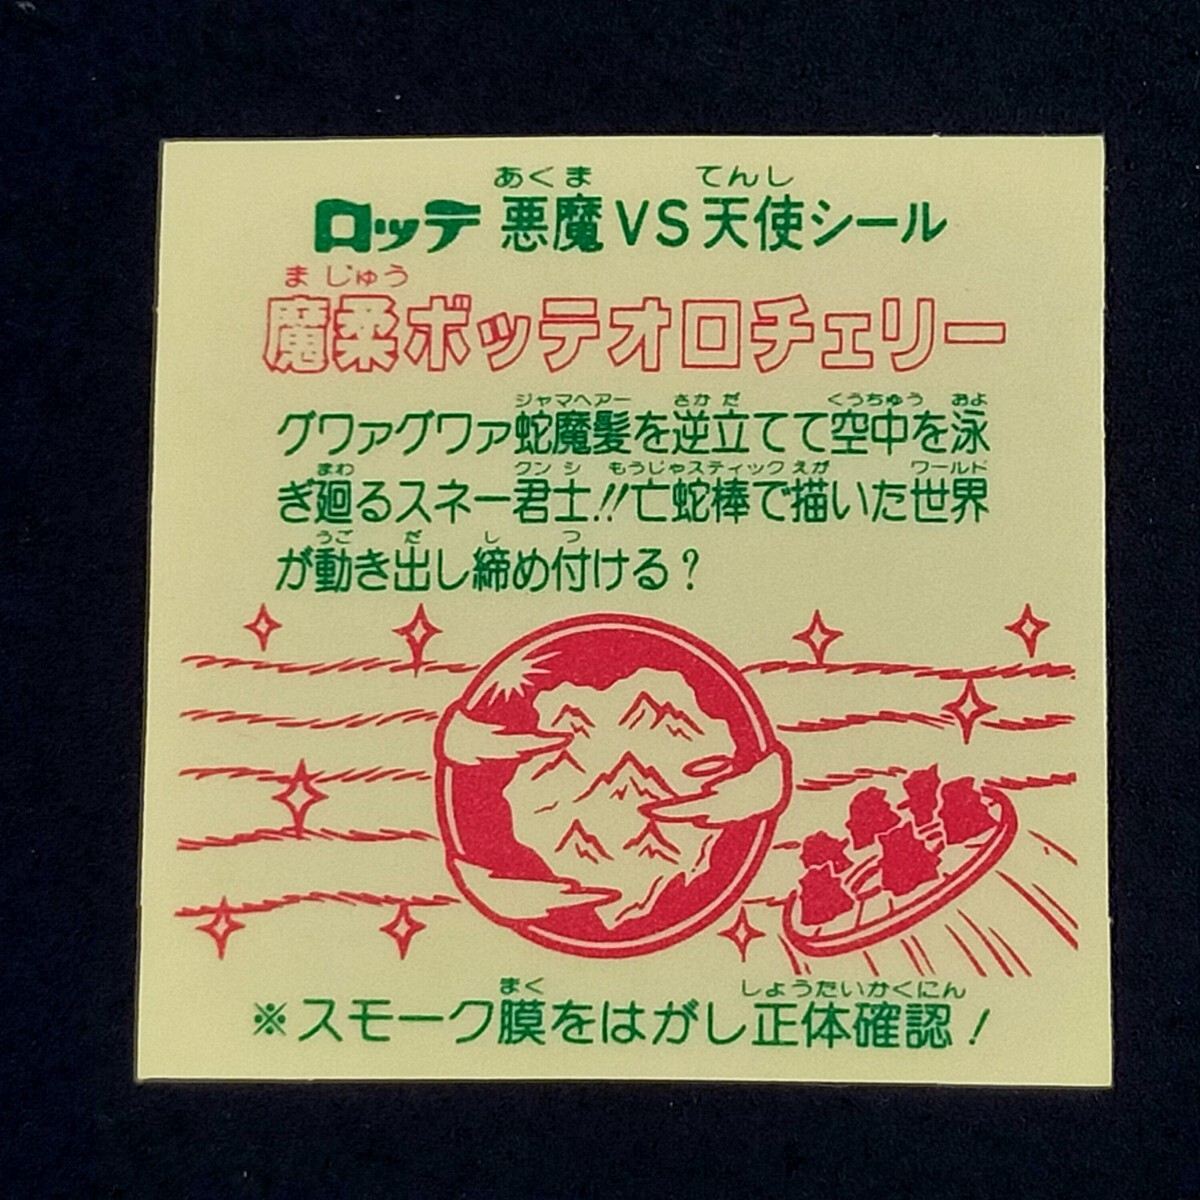 あくま てんし
ロッテ 悪魔VS天使シール
まじゅう
魔柔ボッテオロチェリー
ジャマヘアー さかだ くうちゅう およ
グワァグワァ蛇魔髪を逆立てて空中を泳
まわ クンシ もうじゃスティック えが ワールド
ぎ廻るスネー君士!!亡蛇棒で描いた世界
うご だ し つ
が動き出し締め付ける?
まく しょうたいかくにん
※スモーク膜をはがし正体確認!